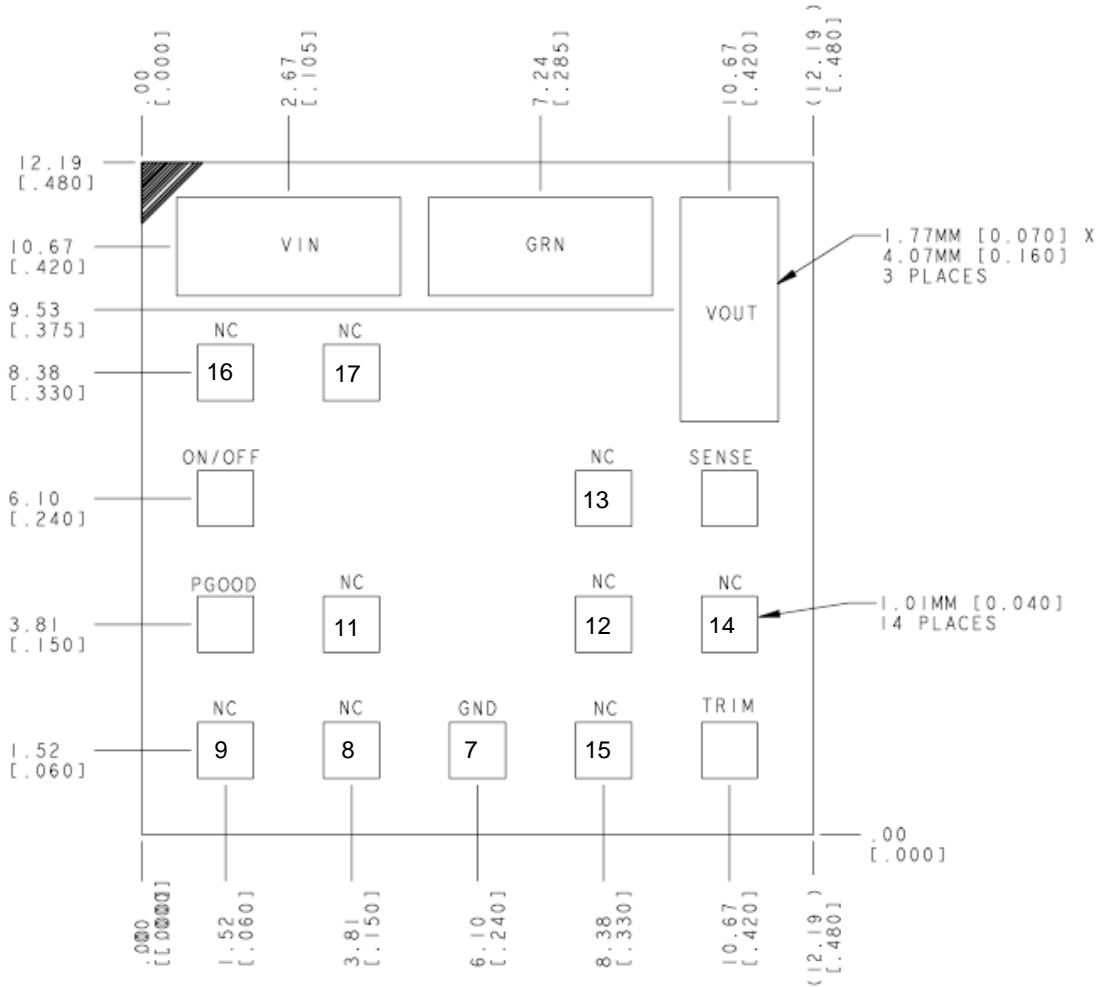 .00
[.000]
2.67
[.105]
7.24
[.285]
10.67
[.420]
(12.19 )
[.480]
12.19
[.480]
10.67
[.420]
VIN
GRN
1.77MM [0.070] X
4.07MM [0.160]
3 PLACES
9.53
[.375]
VOUT
NC
NC
8.38
[.330]
16
17
ON/OFF
NC
SENSE
6.10
[.240]
13
PGOOD
NC
NC
NC
3.81
[.150]
11
12
14
1.01MM [0.040]
14 PLACES
NC
NC
GND
NC
TRIM
1.52
[.060]
9
8
7
15
.00
[.000]
1.52
[.060]
3.81
[.150]
6.10
[.240]
8.38
[.330]
10.67
[.420]
(12.19 )
[.480]